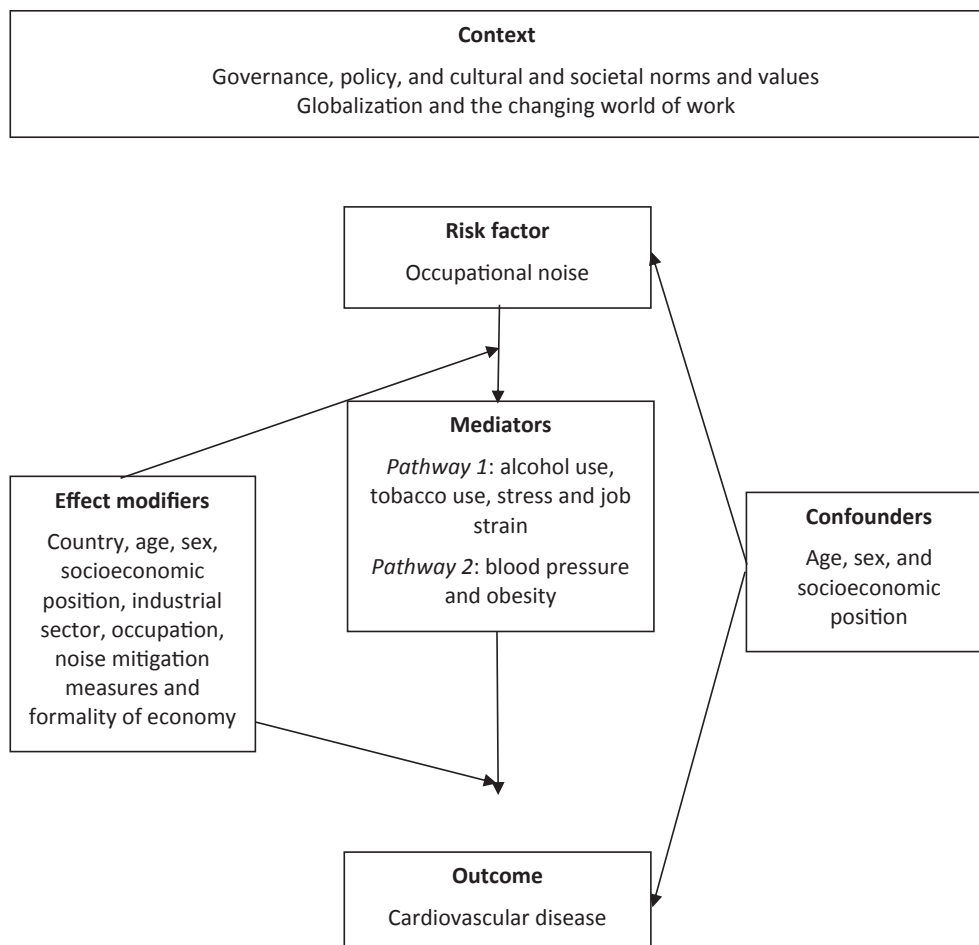 Context
Governance, policy, and cultural and societal norms and values
Globalization and the changing world of work
Risk factor
Occupational noise
Mediators
Pathway 1: alcohol use,
tobacco use, stress and job
strain
Pathway 2: blood pressure
and obesity
Effect modifiers
Country, age, sex,
socioeconomic
position, industrial
sector, occupation,
noise mitigation
measures and
formality of economy
Confounders
Age, sex, and
socioeconomic
position
Outcome
Cardiovascular disease